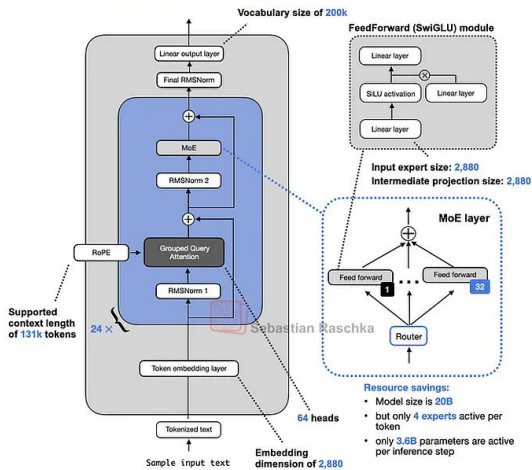 Vocabulary size of 200k
Linear output layer
Final RMSNorm
MoE
RMSNorm 2
Grouped Query
Attention
RMSNorm 1
RoPE
Supported
context length
of 131k tokens
24 ×
Token embedding layer
Tokenized text
Sample input text
64 heads
Embedding
dimension of 2,880
Sebastian Raschka
FeedForward (SwiGLU) module
Linear layer
SiLU activation
Linear layer
Linear layer
Input expert size: 2,880
Intermediate projection size: 2,880
MoE layer
Feed forward
1
Feed forward
32
Router
Resource savings:
• Model size is 20B
• but only 4 experts active per
token
• only 3.6B parameters are active
per inference step